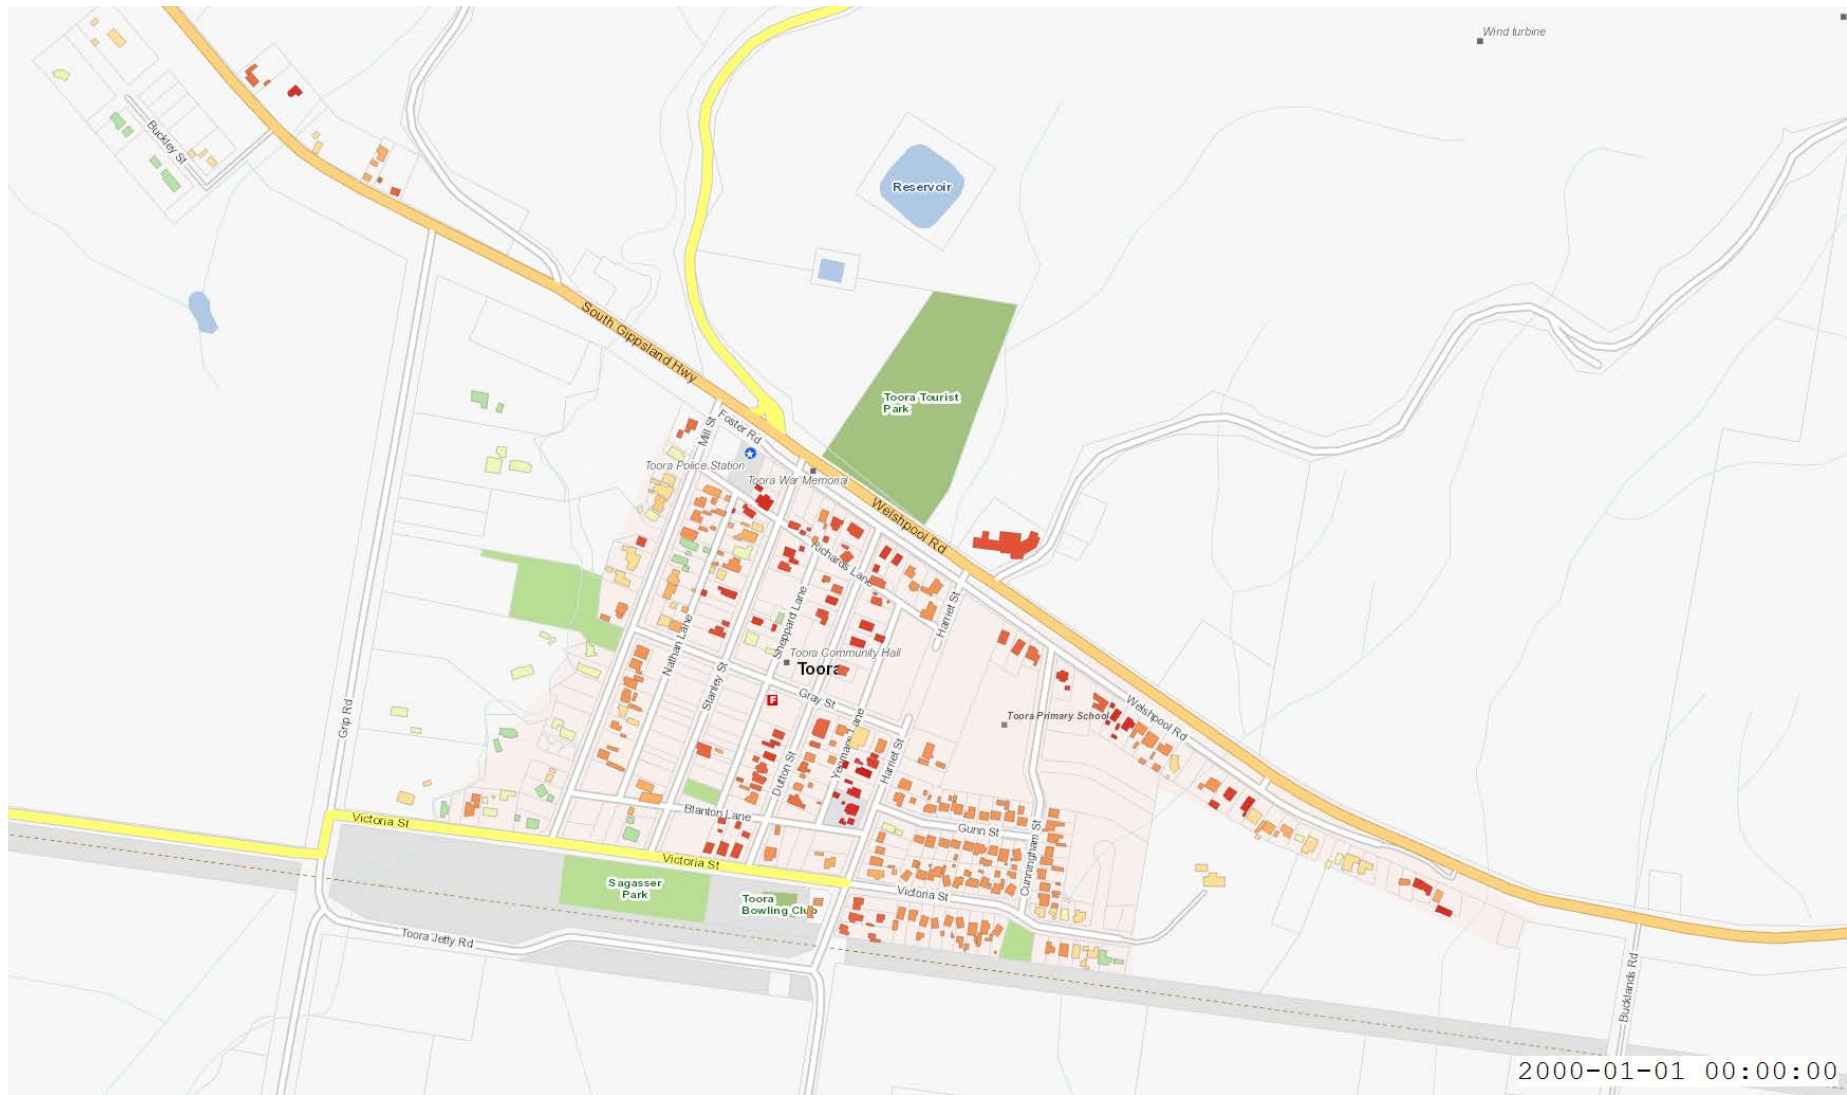 Wind turbine
Buckley St
Reservoir
South Gippsland Hwy
Toora Tourist
Park
Mill St
Foster Rd
Toora Police Station
Toora War Memorial
Welshpool Rd
Richards Lane
Sheppard Lane
Harriet St
Nathan Lane
Toora Community Hall
Toora
Stanley St
Gray St
Grip Rd
F
Toora Primary School
Welshpool Rd
Yeomans Lane
Harriet St
Dutton St
Blanton Lane
Victoria St
Gunn St
Cunningham St
Victoria St
Sagasser
Park
Toora
Bowling Club
Victoria St
Toora Jetty Rd
Bucklands Rd
2000-01-01 00:00:00